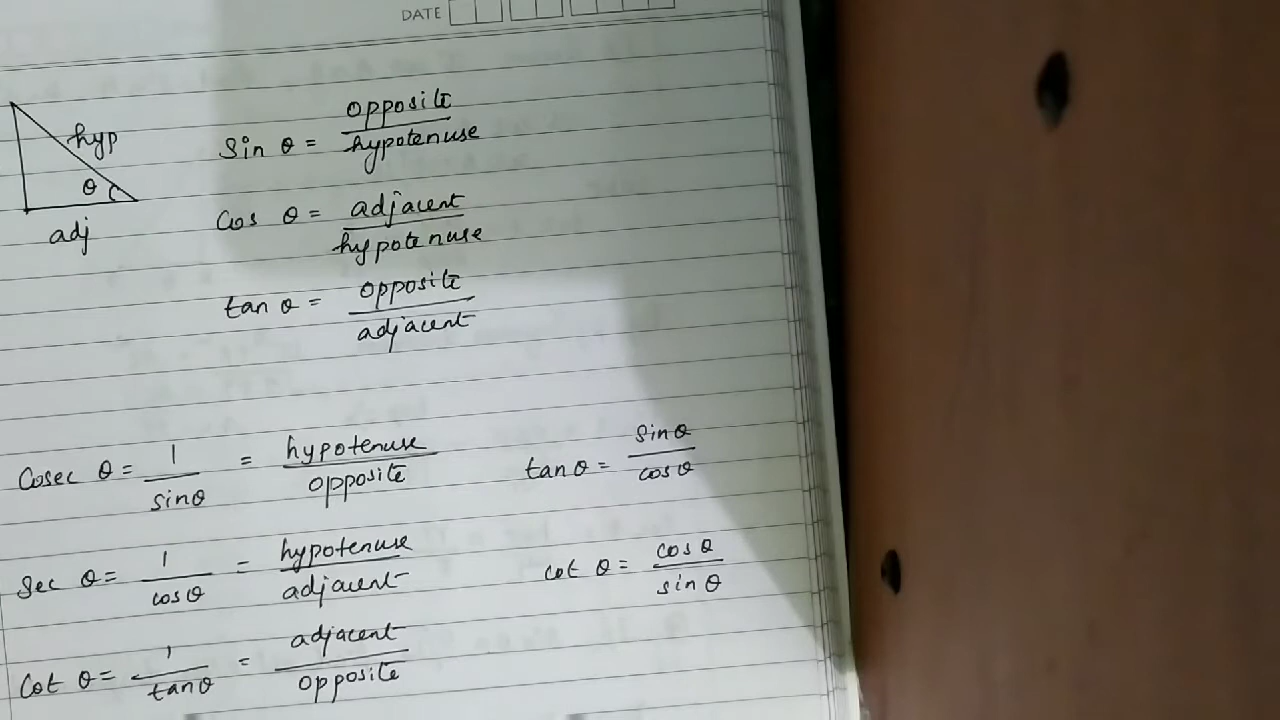 DATE
hyp
θ
adj
Sin θ = opposite / hypotenuse
Cos θ = adjacent / hypotenuse
tan θ = opposite / adjacent
Cosec θ = 1 / sinθ = hypotenuse / opposite
tanθ = sinθ / cosθ
Sec θ = 1 / cosθ = hypotenuse / adjacent
cot θ = cosθ / sinθ
Cot θ = 1 / tanθ = adjacent / opposite